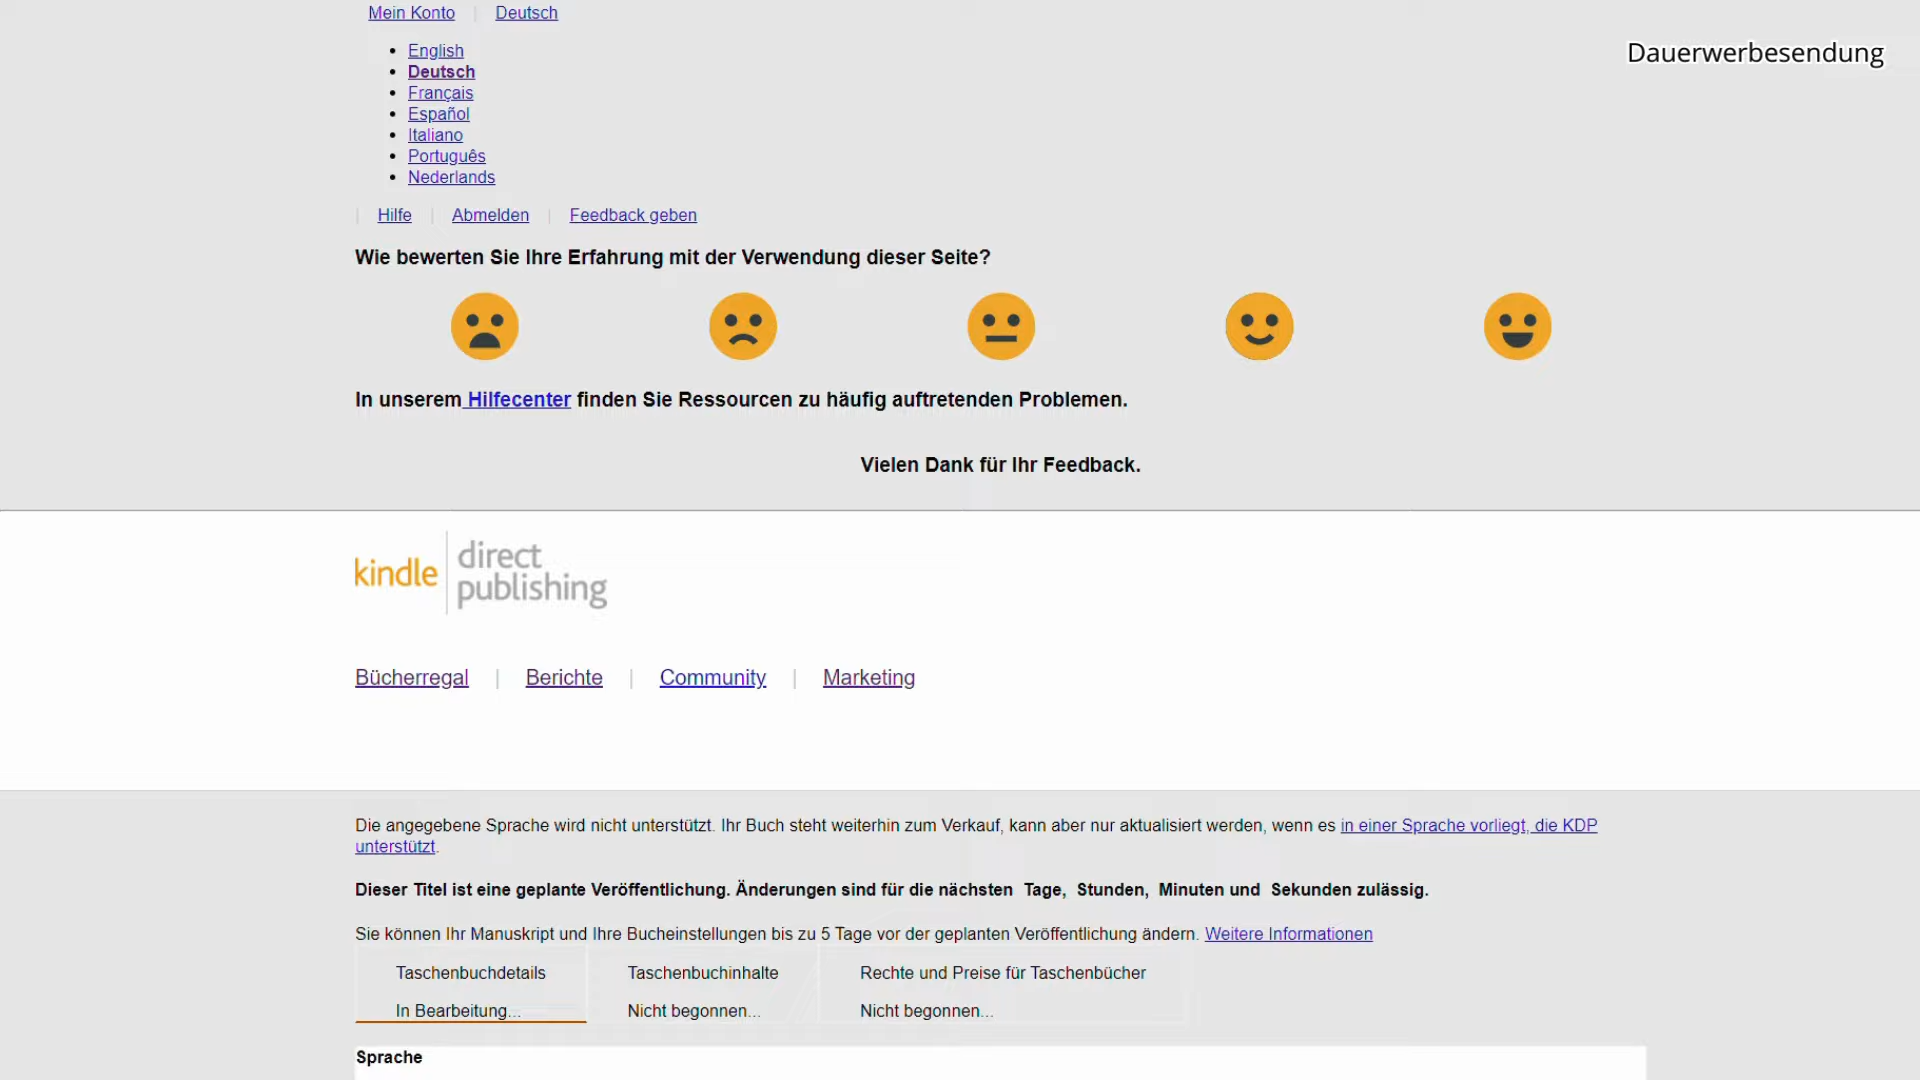 Mein Konto | Deutsch
Dauerwerbesendung
English
Deutsch
Français
Español
Italiano
Português
Nederlands
| Hilfe | Abmelden | Feedback geben
Wie bewerten Sie Ihre Erfahrung mit der Verwendung dieser Seite?
In unserem Hilfecenter finden Sie Ressourcen zu häufig auftretenden Problemen.
Vielen Dank für Ihr Feedback.
kindle
direct
publishing
Bücherregal | Berichte | Community | Marketing
Die angegebene Sprache wird nicht unterstützt. Ihr Buch steht weiterhin zum Verkauf, kann aber nur aktualisiert werden, wenn es in einer Sprache vorliegt, die KDP
unterstützt.
Dieser Titel ist eine geplante Veröffentlichung. Änderungen sind für die nächsten Tage, Stunden, Minuten und Sekunden zulässig.
Sie können Ihr Manuskript und Ihre Bucheinstellungen bis zu 5 Tage vor der geplanten Veröffentlichung ändern. Weitere Informationen
Taschenbuchdetails Taschenbuchinhalte Rechte und Preise für Taschenbücher
In Bearbeitung... Nicht begonnen... Nicht begonnen...
Sprache